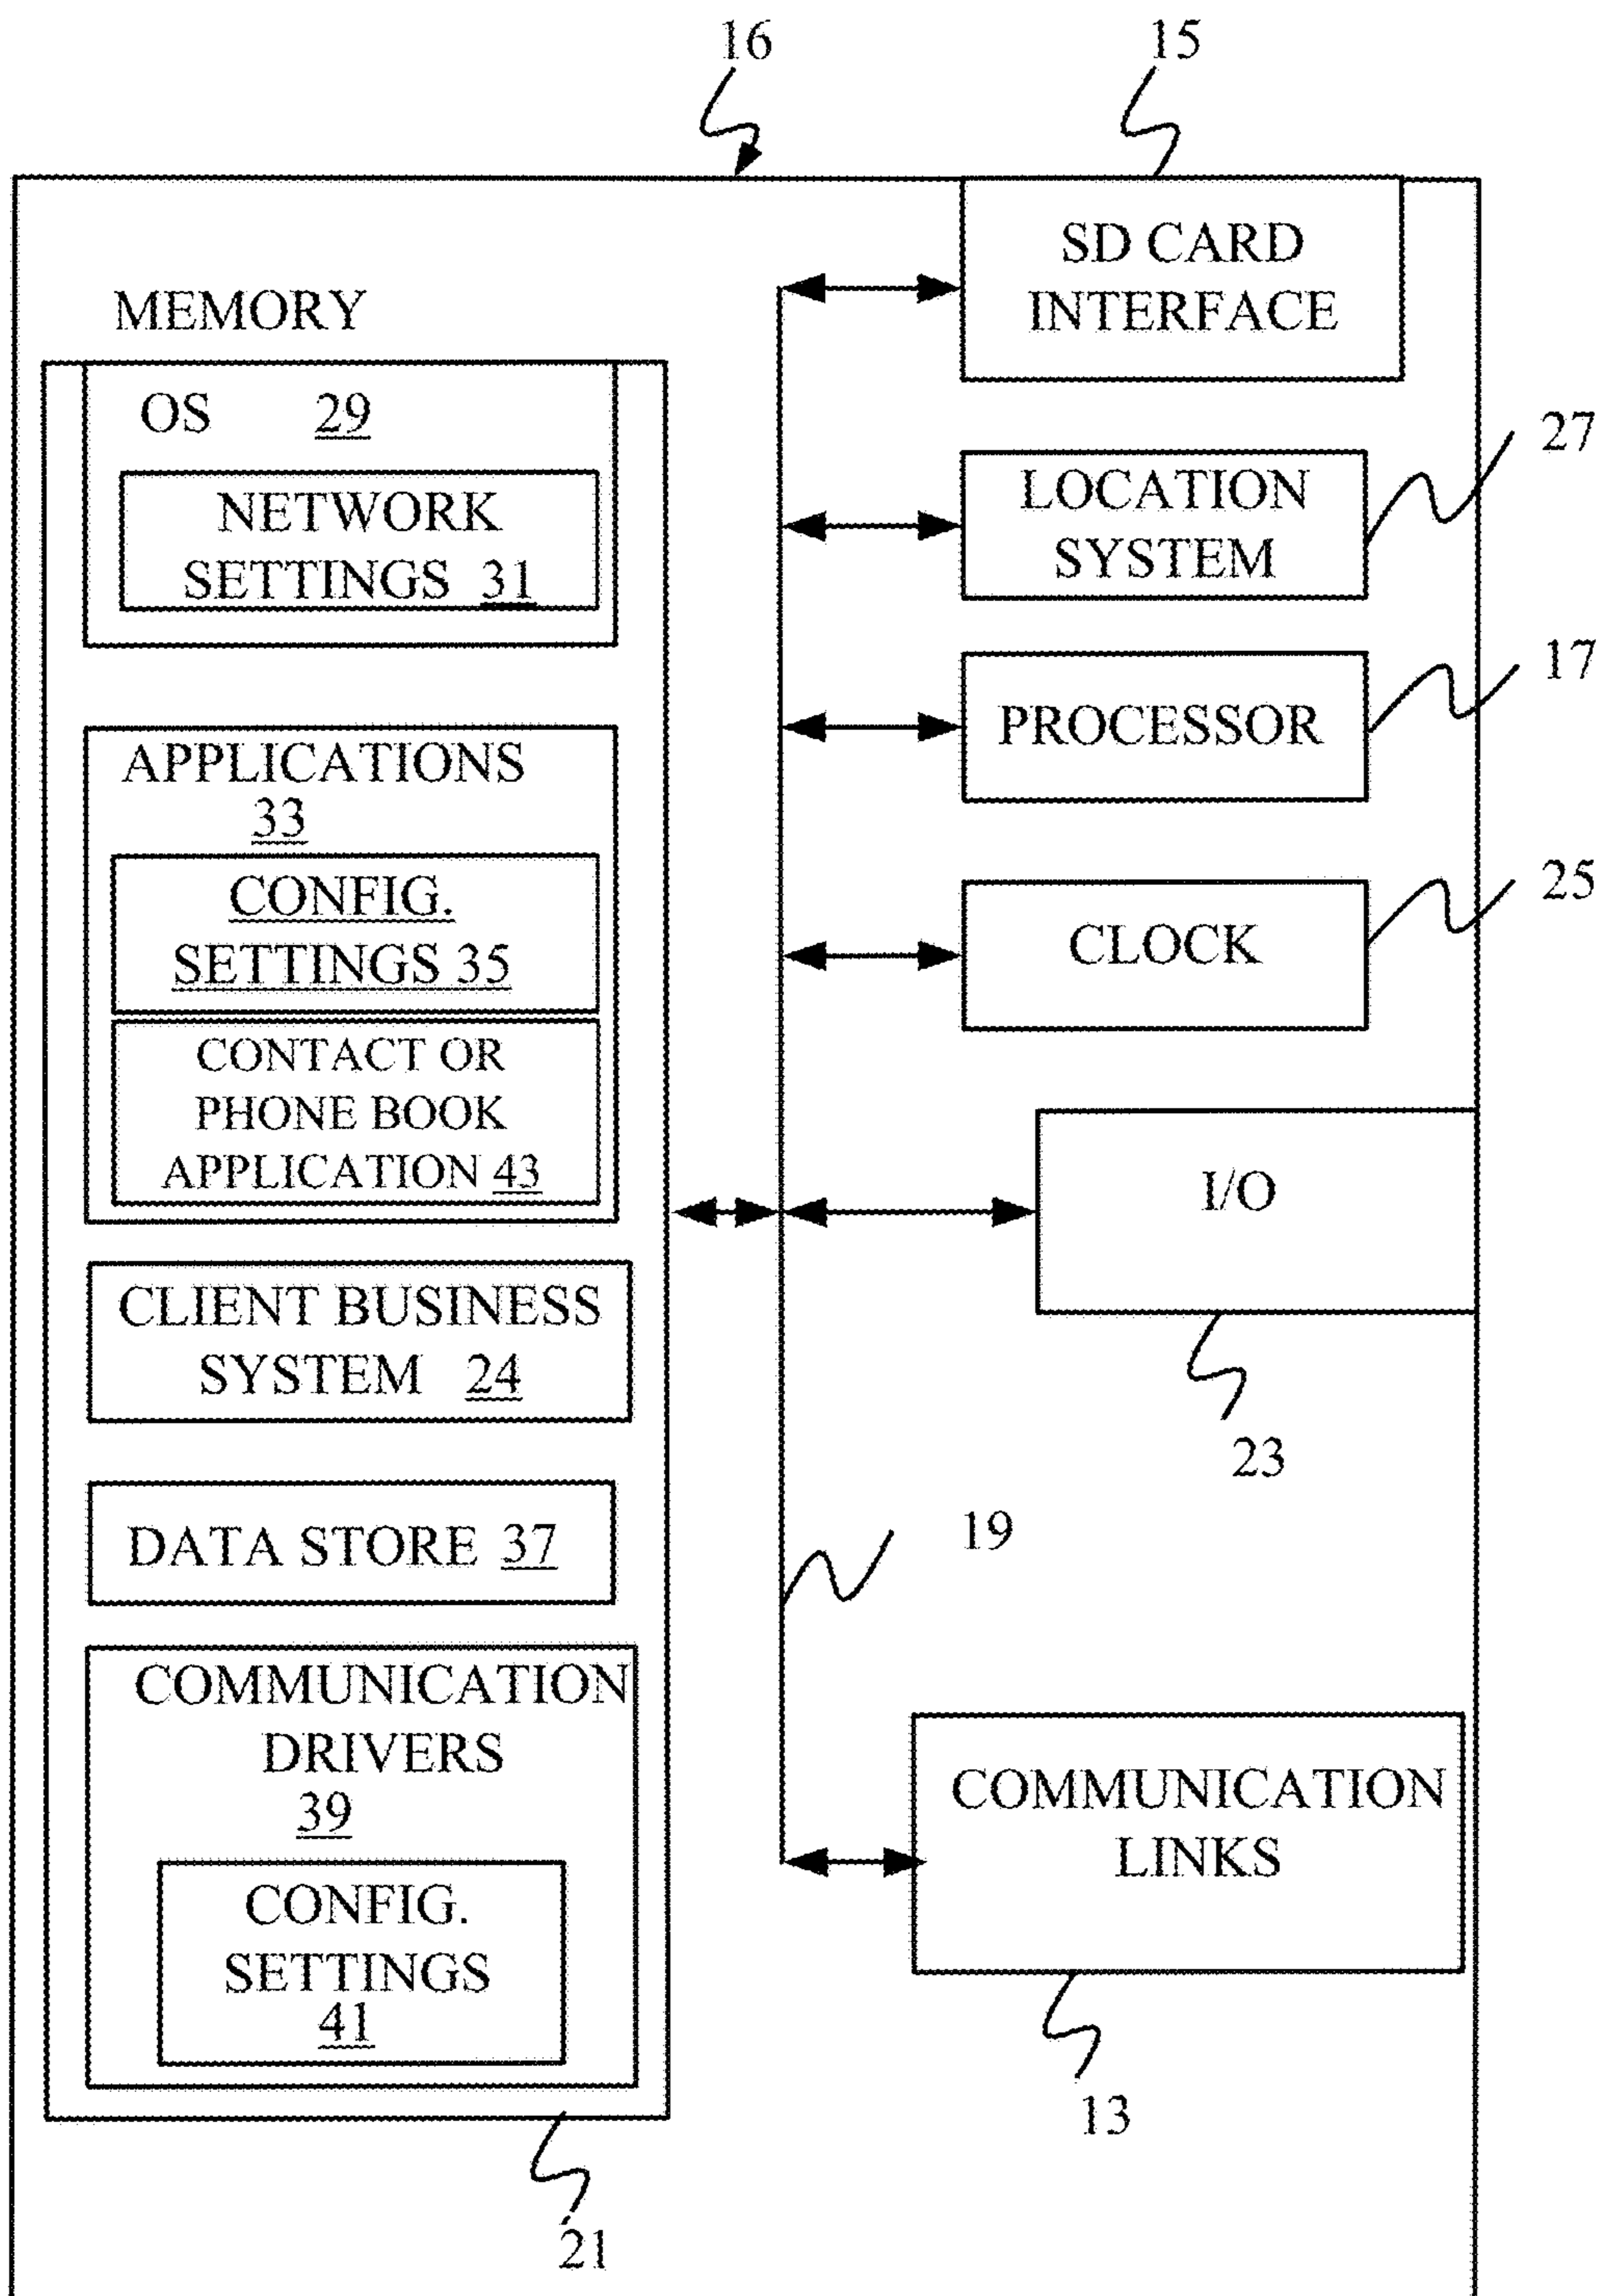 16
15
SD CARD
INTERFACE
MEMORY
OS 29
NETWORK
SETTINGS 31
27
LOCATION
SYSTEM
17
PROCESSOR
APPLICATIONS
33
CONFIG.
SETTINGS 35
25
CLOCK
CONTACT OR
PHONE BOOK
APPLICATION 43
I/O
23
CLIENT BUSINESS
SYSTEM 24
19
DATA STORE 37
COMMUNICATION
DRIVERS
39
CONFIG.
SETTINGS
41
COMMUNICATION
LINKS
13
21